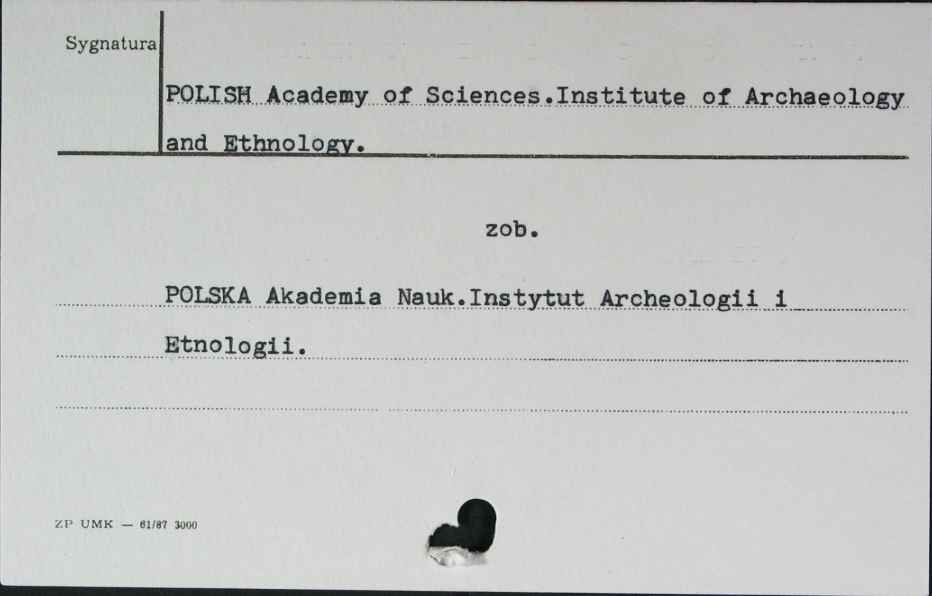 Sygnatura
POLISH Academy of Sciences.Institute of Archaeology
and Ethnology.
zob.
POLSKA Akademia Nauk.Instytut Archeologii i
Etnologii.
ZP UMK — 61/87 3000